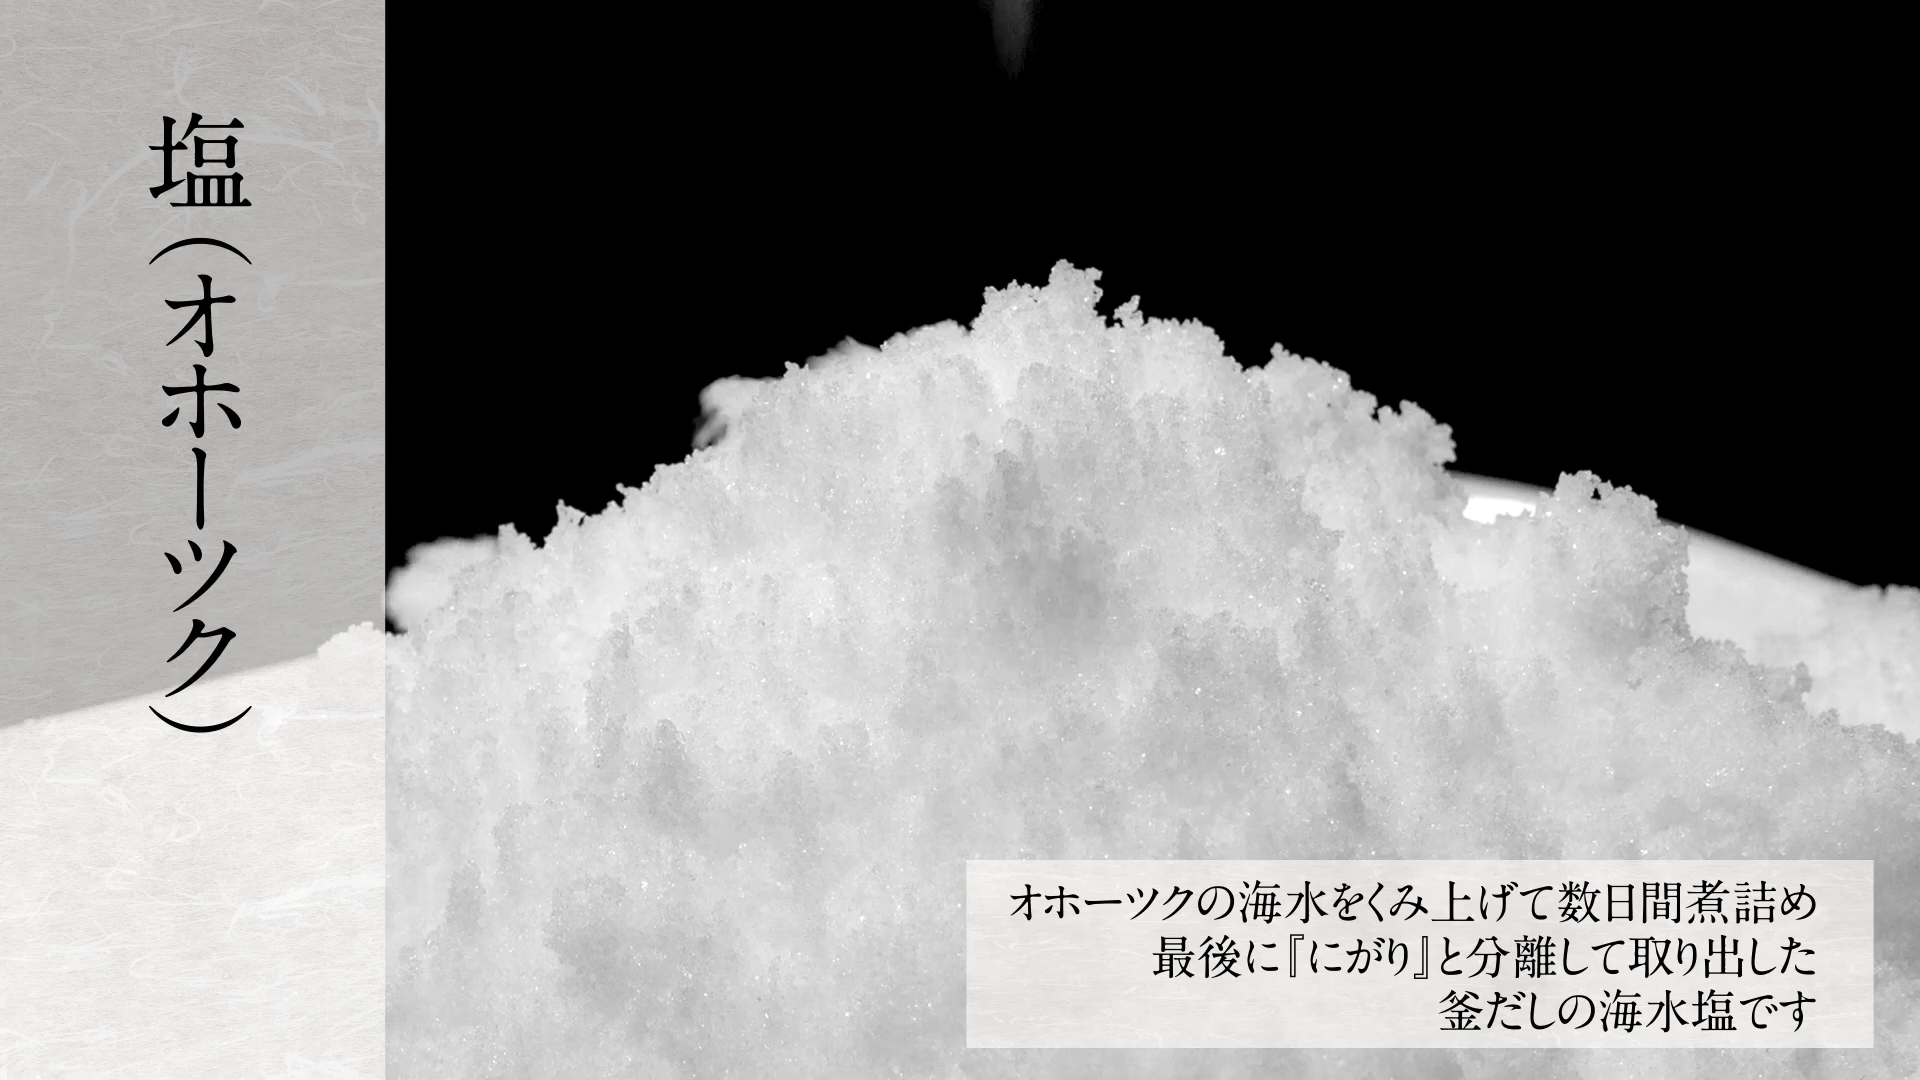 塩（オホーツク）
オホーツクの海水をくみ上げて数日間煮詰め
最後に『にがり』と分離して取り出した
釜だしの海水塩です